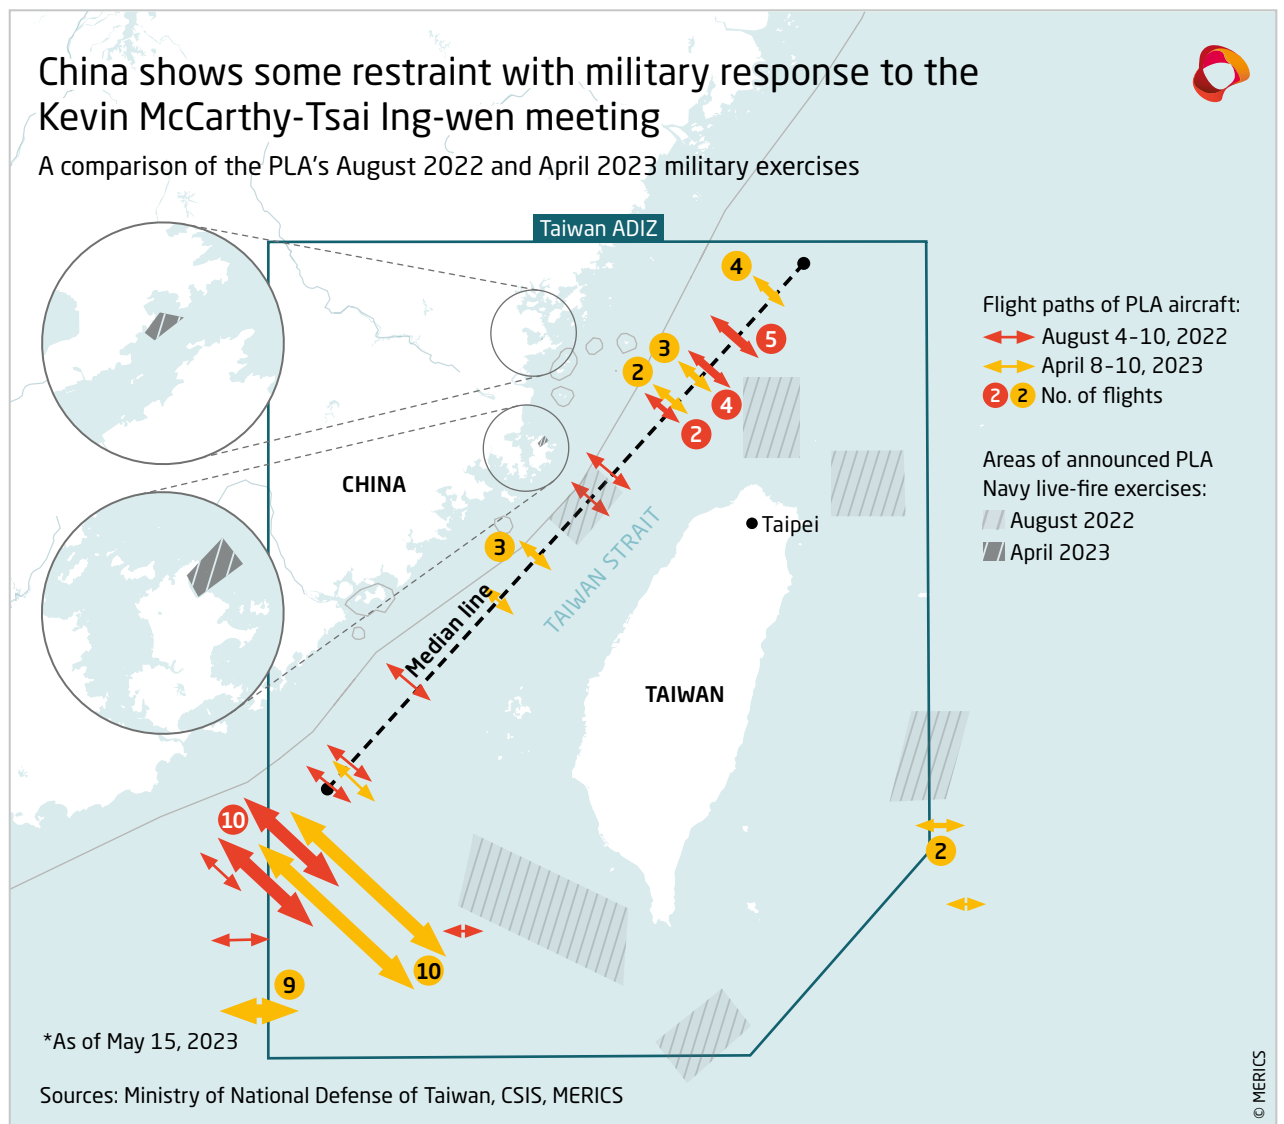 China shows some restraint with military response to the
Kevin McCarthy-Tsai Ing-wen meeting
A comparison of the PLA's August 2022 and April 2023 military exercises
Taiwan ADIZ
4
5
3
2
4
2
Flight paths of PLA aircraft:
August 4–10, 2022
April 8–10, 2023
2 2 No. of flights
Areas of announced PLA
Navy live-fire exercises:
August 2022
April 2023
CHINA
Taipei
3
TAIWAN STRAIT
Median line
TAIWAN
10
2
10
9
*As of May 15, 2023
Sources: Ministry of National Defense of Taiwan, CSIS, MERICS
© MERICS